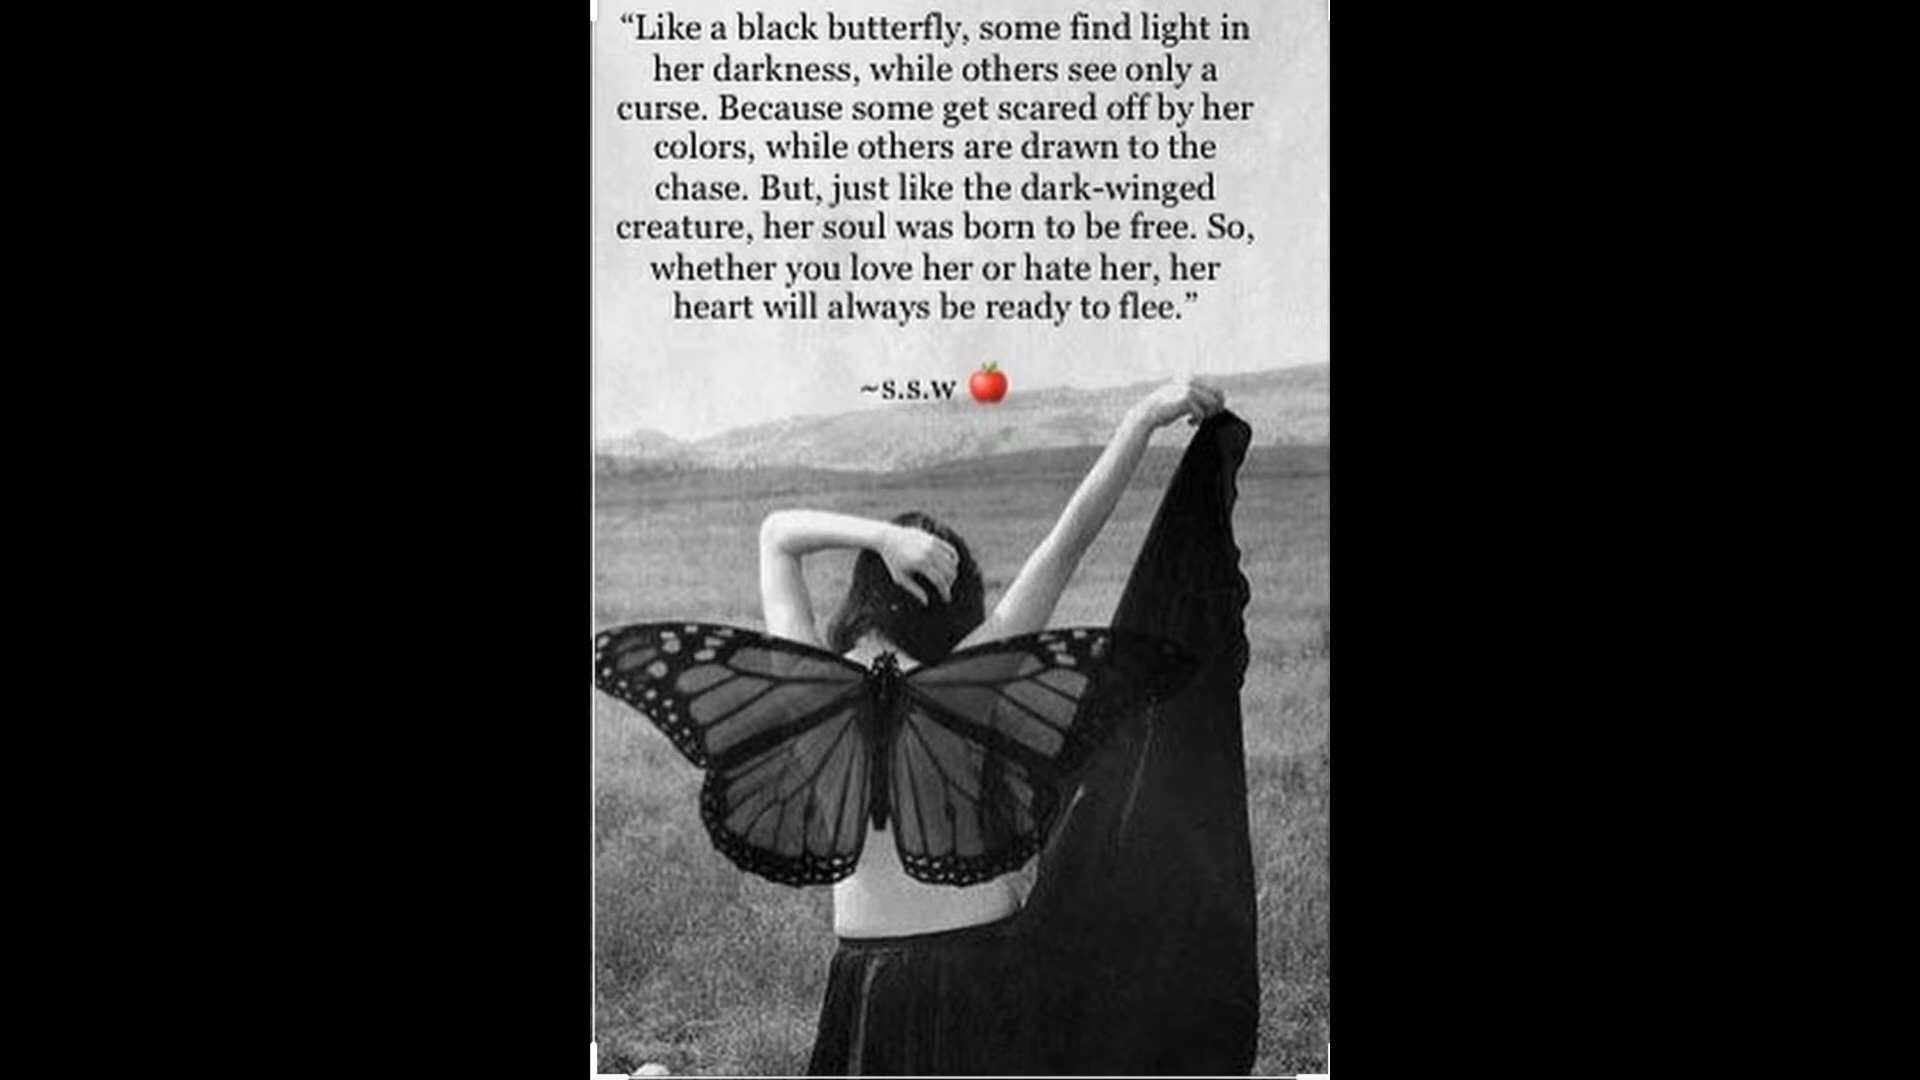 “Like a black butterfly, some find light in
her darkness, while others see only a
curse. Because some get scared off by her
colors, while others are drawn to the
chase. But, just like the dark-winged
creature, her soul was born to be free. So,
whether you love her or hate her, her
heart will always be ready to flee.”
~s.s.w 🍎